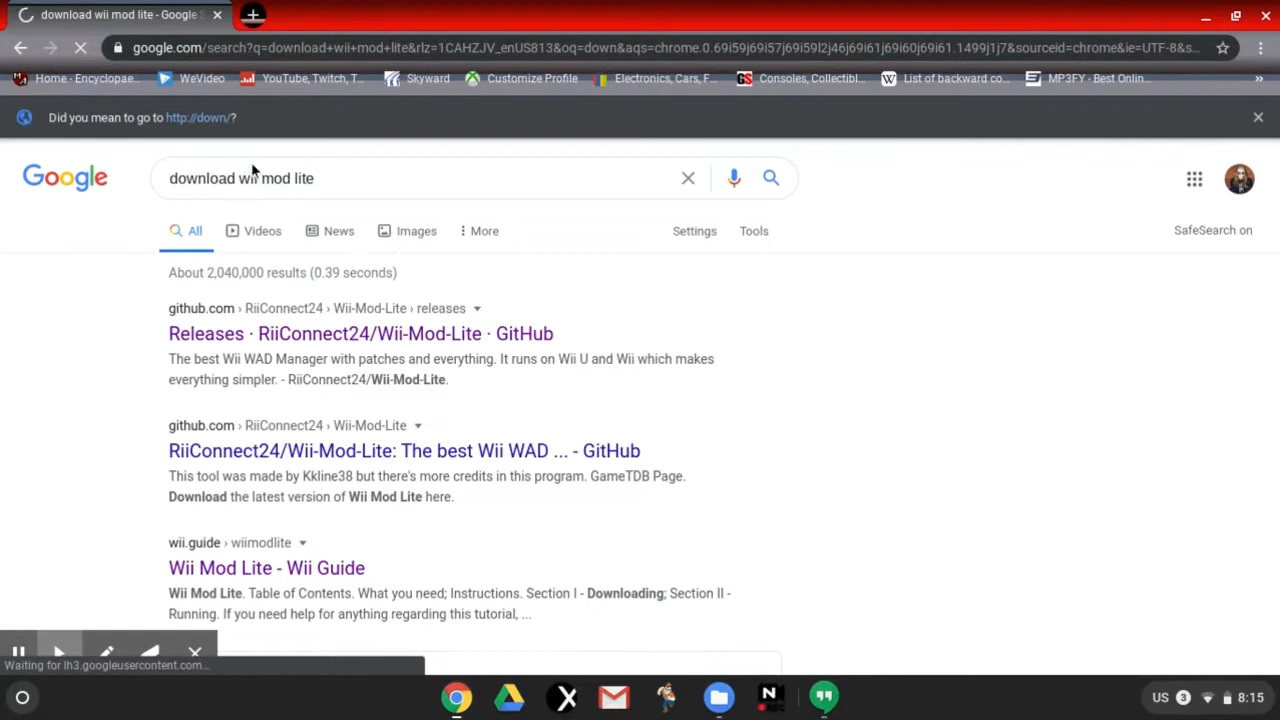 download wii mod lite - Google S
google.com/search?q=download+wii+mod+lite&rlz=1CAHZJV_enUS813&oq=down&aqs=chrome.0.69i59j69i57j69i59l2j46j69i61j69i60j69i61.1499j1j7&sourceid=chrome&ie=UTF-8&s...
Home - Encyclopae... WeVideo YouTube, Twitch, T... Skyward Customize Profile Electronics, Cars, F... GS Consoles, Collectibl... W List of backward co... MP3FY - Best Onlin... »
Did you mean to go to http://down/?
Google download wii mod lite
All Videos News Images More Settings Tools SafeSearch on
About 2,040,000 results (0.39 seconds)
github.com › RiiConnect24 › Wii-Mod-Lite › releases
Releases · RiiConnect24/Wii-Mod-Lite · GitHub
The best Wii WAD Manager with patches and everything. It runs on Wii U and Wii which makes
everything simpler. - RiiConnect24/Wii-Mod-Lite.
github.com › RiiConnect24 › Wii-Mod-Lite
RiiConnect24/Wii-Mod-Lite: The best Wii WAD ... - GitHub
This tool was made by Kkline38 but there's more credits in this program. GameTDB Page.
Download the latest version of Wii Mod Lite here.
wii.guide › wiimodlite
Wii Mod Lite - Wii Guide
Wii Mod Lite. Table of Contents. What you need; Instructions. Section I - Downloading; Section II -
Running. If you need help for anything regarding this tutorial, ...
Waiting for lh3.googleusercontent.com...
X N REC US 3 8:15